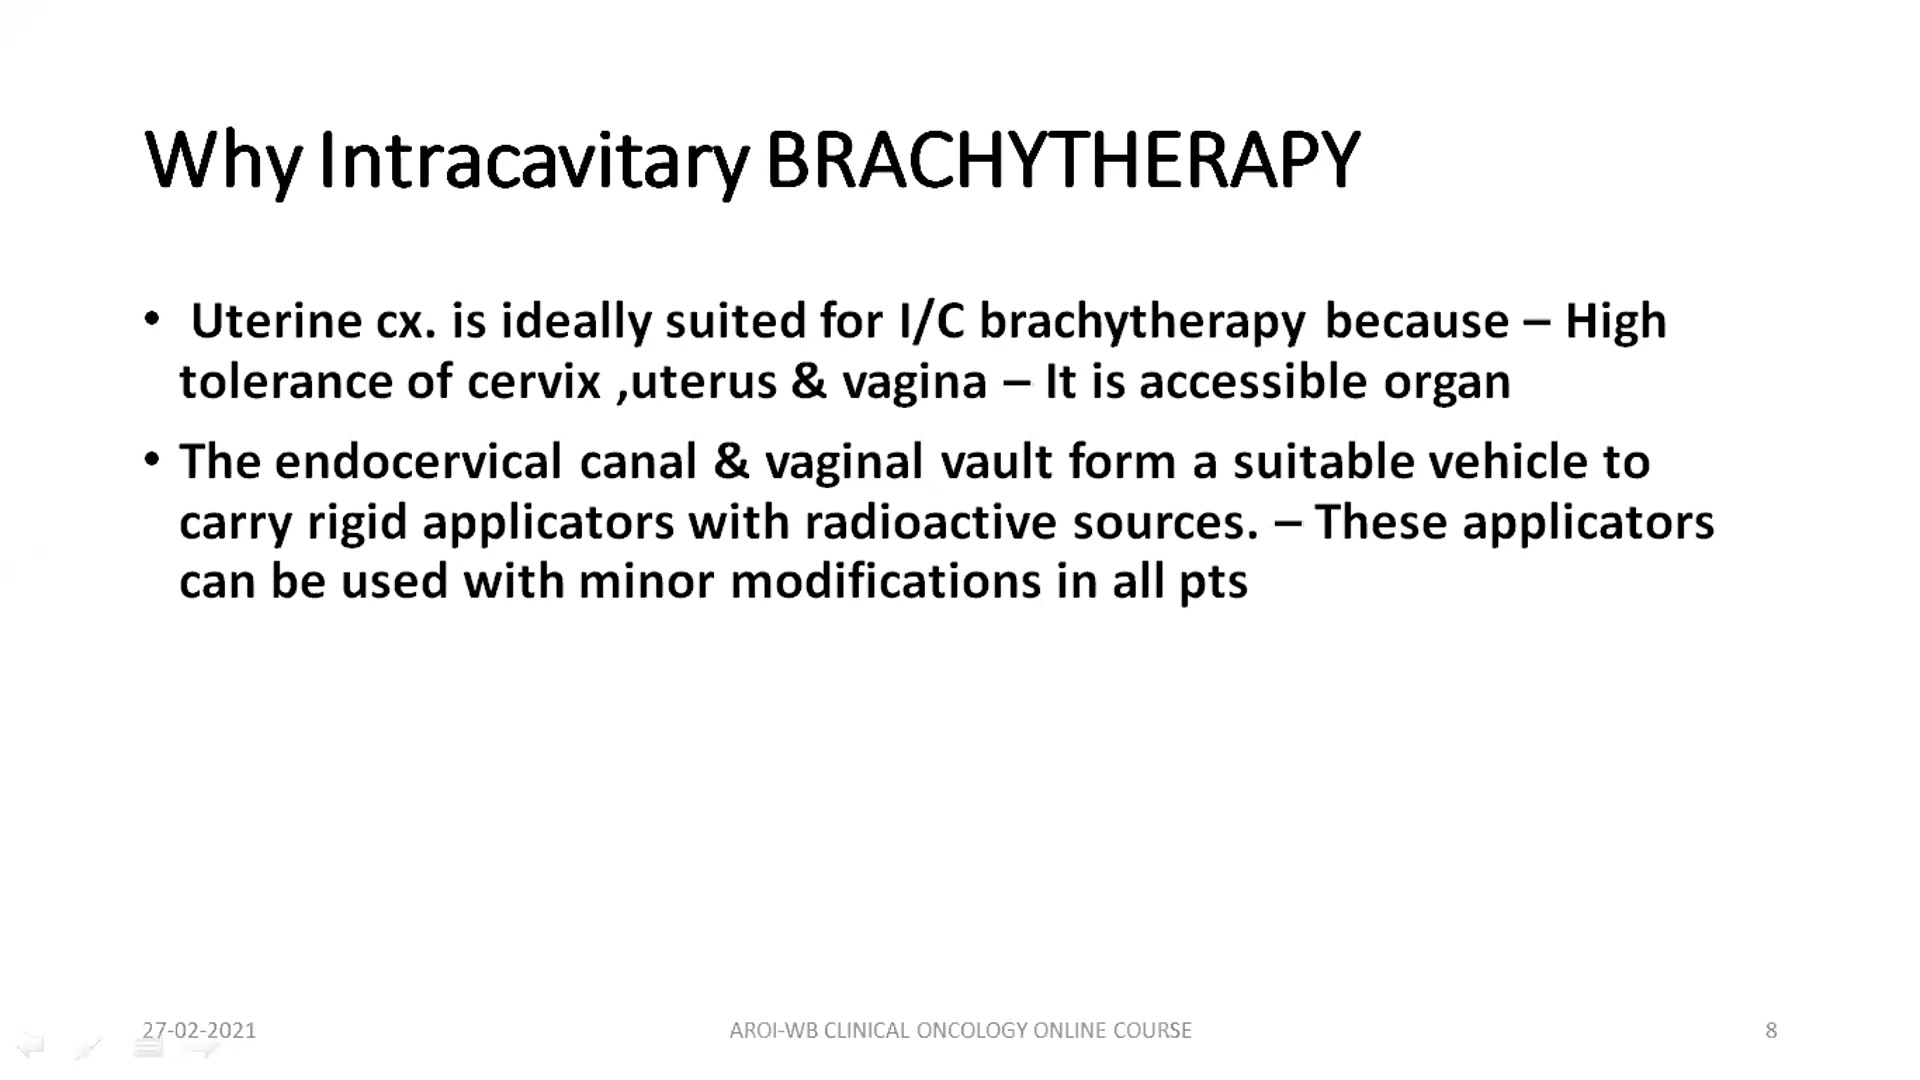 Why Intracavitary BRACHYTHERAPY
• Uterine cx. is ideally suited for I/C brachytherapy because – High
tolerance of cervix ,uterus & vagina – It is accessible organ
• The endocervical canal & vaginal vault form a suitable vehicle to
carry rigid applicators with radioactive sources. – These applicators
can be used with minor modifications in all pts
27-02-2021
AROI-WB CLINICAL ONCOLOGY ONLINE COURSE
8